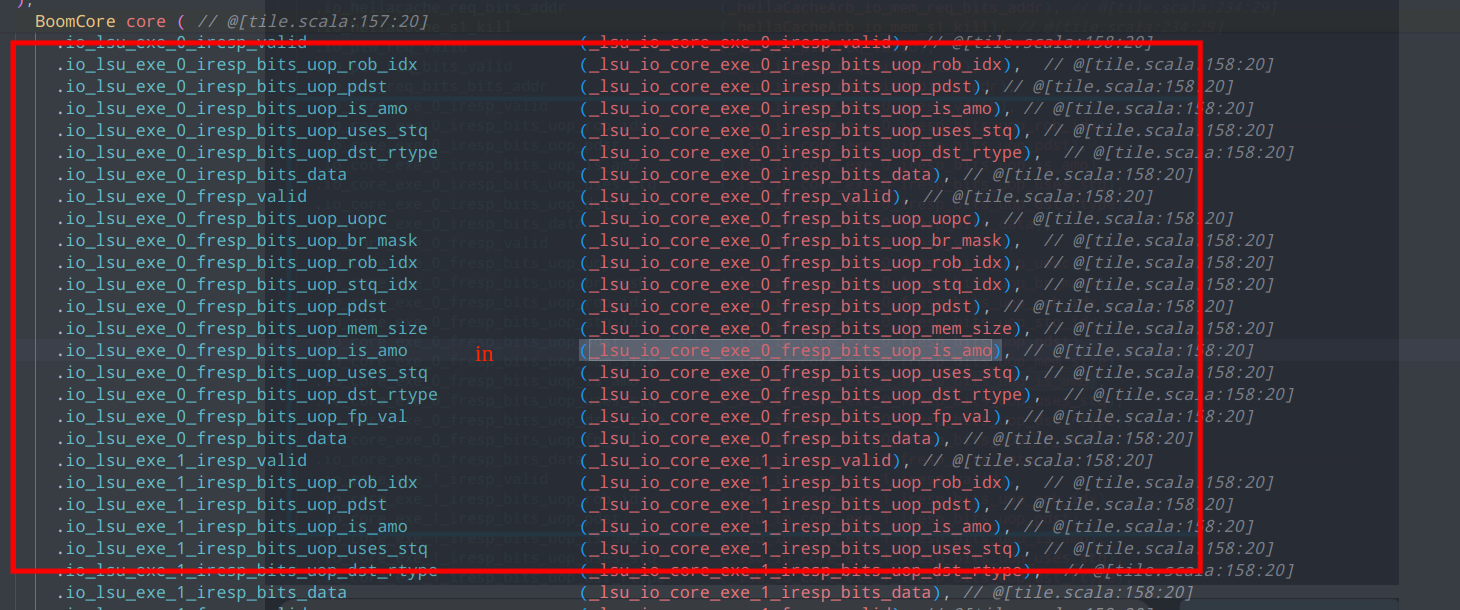 );
BoomCore core ( // @[tile.scala:157:20]
.io_lsu_exe_0_iresp_valid (_lsu_io_core_exe_0_iresp_valid), // @[tile.scala:158:20]
.io_lsu_exe_0_iresp_bits_uop_rob_idx (_lsu_io_core_exe_0_iresp_bits_uop_rob_idx), // @[tile.scala:158:20]
.io_lsu_exe_0_iresp_bits_uop_pdst (_lsu_io_core_exe_0_iresp_bits_uop_pdst), // @[tile.scala:158:20]
.io_lsu_exe_0_iresp_bits_uop_is_amo (_lsu_io_core_exe_0_iresp_bits_uop_is_amo), // @[tile.scala:158:20]
.io_lsu_exe_0_iresp_bits_uop_uses_stq (_lsu_io_core_exe_0_iresp_bits_uop_uses_stq), // @[tile.scala:158:20]
.io_lsu_exe_0_iresp_bits_uop_dst_rtype (_lsu_io_core_exe_0_iresp_bits_uop_dst_rtype), // @[tile.scala:158:20]
.io_lsu_exe_0_iresp_bits_data (_lsu_io_core_exe_0_iresp_bits_data), // @[tile.scala:158:20]
.io_lsu_exe_0_fresp_valid (_lsu_io_core_exe_0_fresp_valid), // @[tile.scala:158:20]
.io_lsu_exe_0_fresp_bits_uop_uopc (_lsu_io_core_exe_0_fresp_bits_uop_uopc), // @[tile.scala:158:20]
.io_lsu_exe_0_fresp_bits_uop_br_mask (_lsu_io_core_exe_0_fresp_bits_uop_br_mask), // @[tile.scala:158:20]
.io_lsu_exe_0_fresp_bits_uop_rob_idx (_lsu_io_core_exe_0_fresp_bits_uop_rob_idx), // @[tile.scala:158:20]
.io_lsu_exe_0_fresp_bits_uop_stq_idx (_lsu_io_core_exe_0_fresp_bits_uop_stq_idx), // @[tile.scala:158:20]
.io_lsu_exe_0_fresp_bits_uop_pdst (_lsu_io_core_exe_0_fresp_bits_uop_pdst), // @[tile.scala:158:20]
.io_lsu_exe_0_fresp_bits_uop_mem_size (_lsu_io_core_exe_0_fresp_bits_uop_mem_size), // @[tile.scala:158:20]
.io_lsu_exe_0_fresp_bits_uop_is_amo in (_lsu_io_core_exe_0_fresp_bits_uop_is_amo), // @[tile.scala:158:20]
.io_lsu_exe_0_fresp_bits_uop_uses_stq (_lsu_io_core_exe_0_fresp_bits_uop_uses_stq), // @[tile.scala:158:20]
.io_lsu_exe_0_fresp_bits_uop_dst_rtype (_lsu_io_core_exe_0_fresp_bits_uop_dst_rtype), // @[tile.scala:158:20]
.io_lsu_exe_0_fresp_bits_uop_fp_val (_lsu_io_core_exe_0_fresp_bits_uop_fp_val), // @[tile.scala:158:20]
.io_lsu_exe_0_fresp_bits_data (_lsu_io_core_exe_0_fresp_bits_data), // @[tile.scala:158:20]
.io_lsu_exe_1_iresp_valid (_lsu_io_core_exe_1_iresp_valid), // @[tile.scala:158:20]
.io_lsu_exe_1_iresp_bits_uop_rob_idx (_lsu_io_core_exe_1_iresp_bits_uop_rob_idx), // @[tile.scala:158:20]
.io_lsu_exe_1_iresp_bits_uop_pdst (_lsu_io_core_exe_1_iresp_bits_uop_pdst), // @[tile.scala:158:20]
.io_lsu_exe_1_iresp_bits_uop_is_amo (_lsu_io_core_exe_1_iresp_bits_uop_is_amo), // @[tile.scala:158:20]
.io_lsu_exe_1_iresp_bits_uop_uses_stq (_lsu_io_core_exe_1_iresp_bits_uop_uses_stq), // @[tile.scala:158:20]
.io_lsu_exe_1_iresp_bits_uop_dst_rtype (_lsu_io_core_exe_1_iresp_bits_uop_dst_rtype), // @[tile.scala:158:20]
.io_lsu_exe_1_iresp_bits_data (_lsu_io_core_exe_1_iresp_bits_data), // @[tile.scala:158:20]